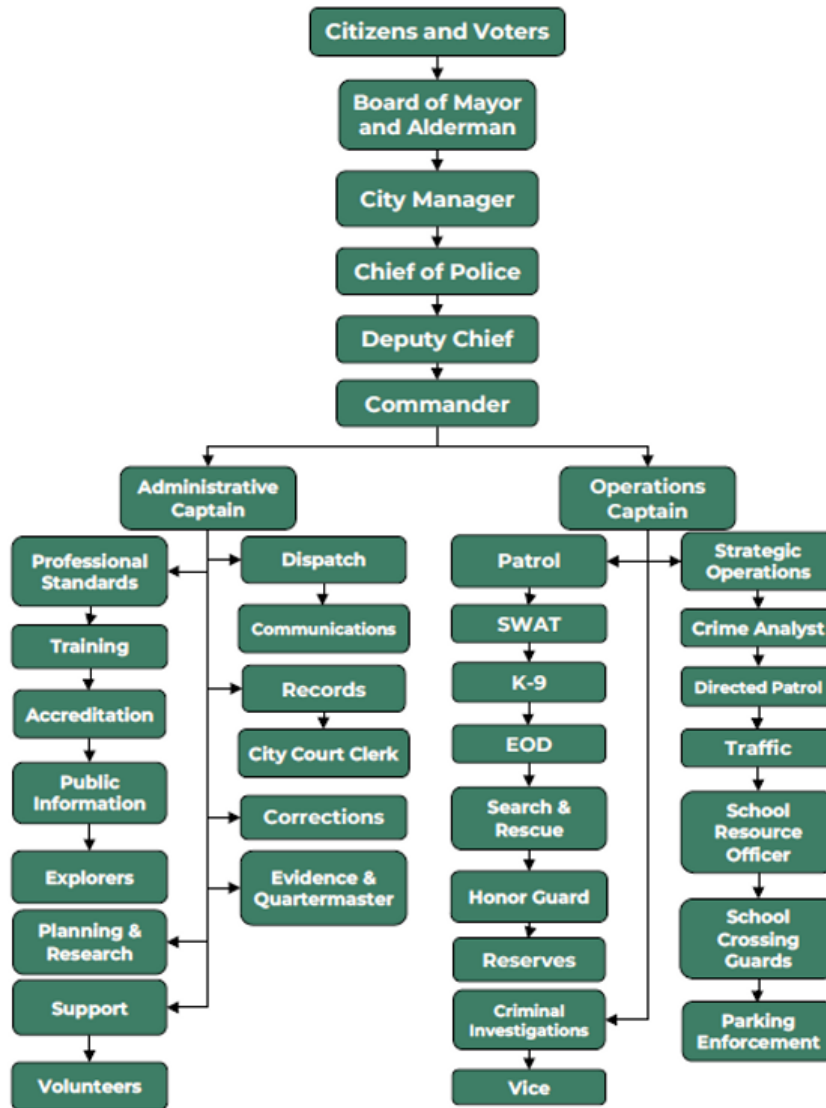 Citizens and Voters
Board of Mayor
and Alderman
City Manager
Chief of Police
Deputy Chief
Commander
Administrative
Captain
Professional
Standards
Training
Accreditation
Public
Information
Explorers
Planning &
Research
Support
Volunteers
Dispatch
Communications
Records
City Court Clerk
Corrections
Evidence &
Quartermaster
Operations
Captain
Patrol
SWAT
K-9
EOD
Search &
Rescue
Honor Guard
Reserves
Criminal
Investigations
Vice
Strategic
Operations
Crime Analyst
Directed Patrol
Traffic
School
Resource
Officer
School
Crossing
Guards
Parking
Enforcement